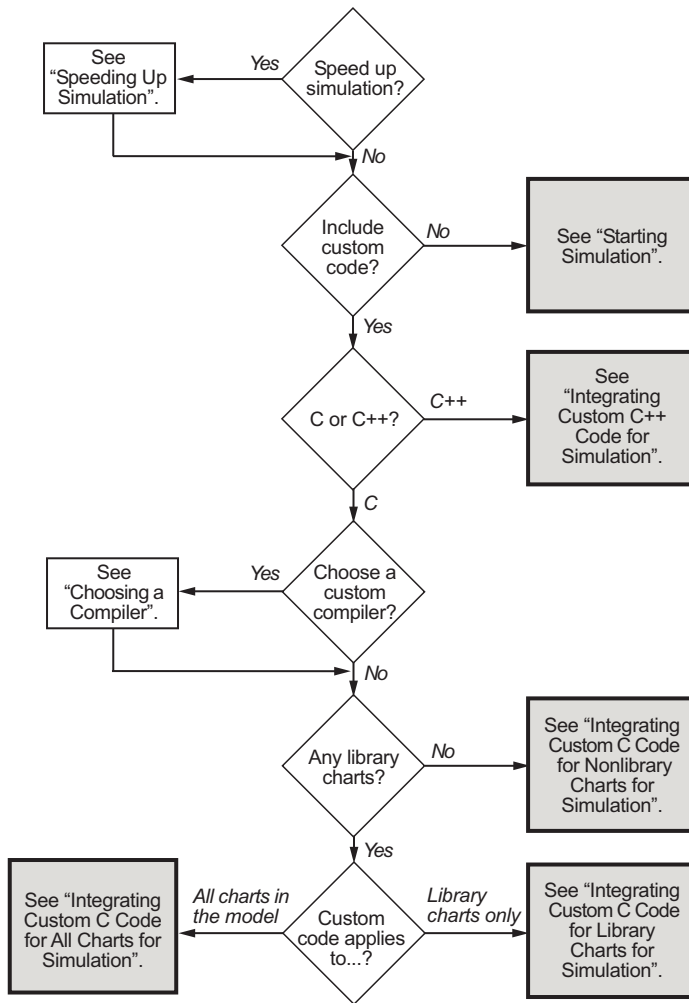 See
“Speeding Up
Simulation”.
Yes
Speed up
simulation?
No
Include
custom
code?
No
See “Starting
Simulation”.
Yes
C or C++?
C++
See
“Integrating
Custom C++
Code for
Simulation”.
C
See
“Choosing a
Compiler”.
Yes
Choose a
custom
compiler?
No
Any library
charts?
No
See “Integrating
Custom C Code
for Nonlibrary
Charts for
Simulation”.
Yes
See “Integrating
Custom C Code
for All Charts for
Simulation”.
All charts in
the model
Custom
code applies
to...?
Library
charts only
See “Integrating
Custom C Code
for Library
Charts for
Simulation”.